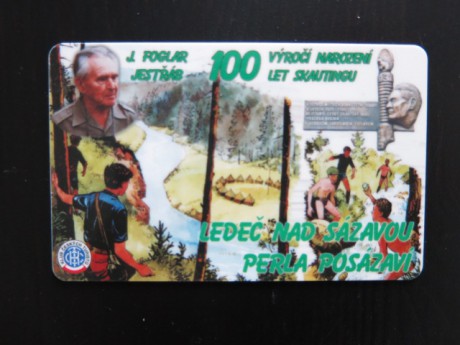 J. FOGLAR
JESTŘÁB
100
VÝROČÍ NAROZENÍ
LET SKAUTINGU
LEDEČ NAD SÁZAVOU
PERLA POSÁZAVÍ